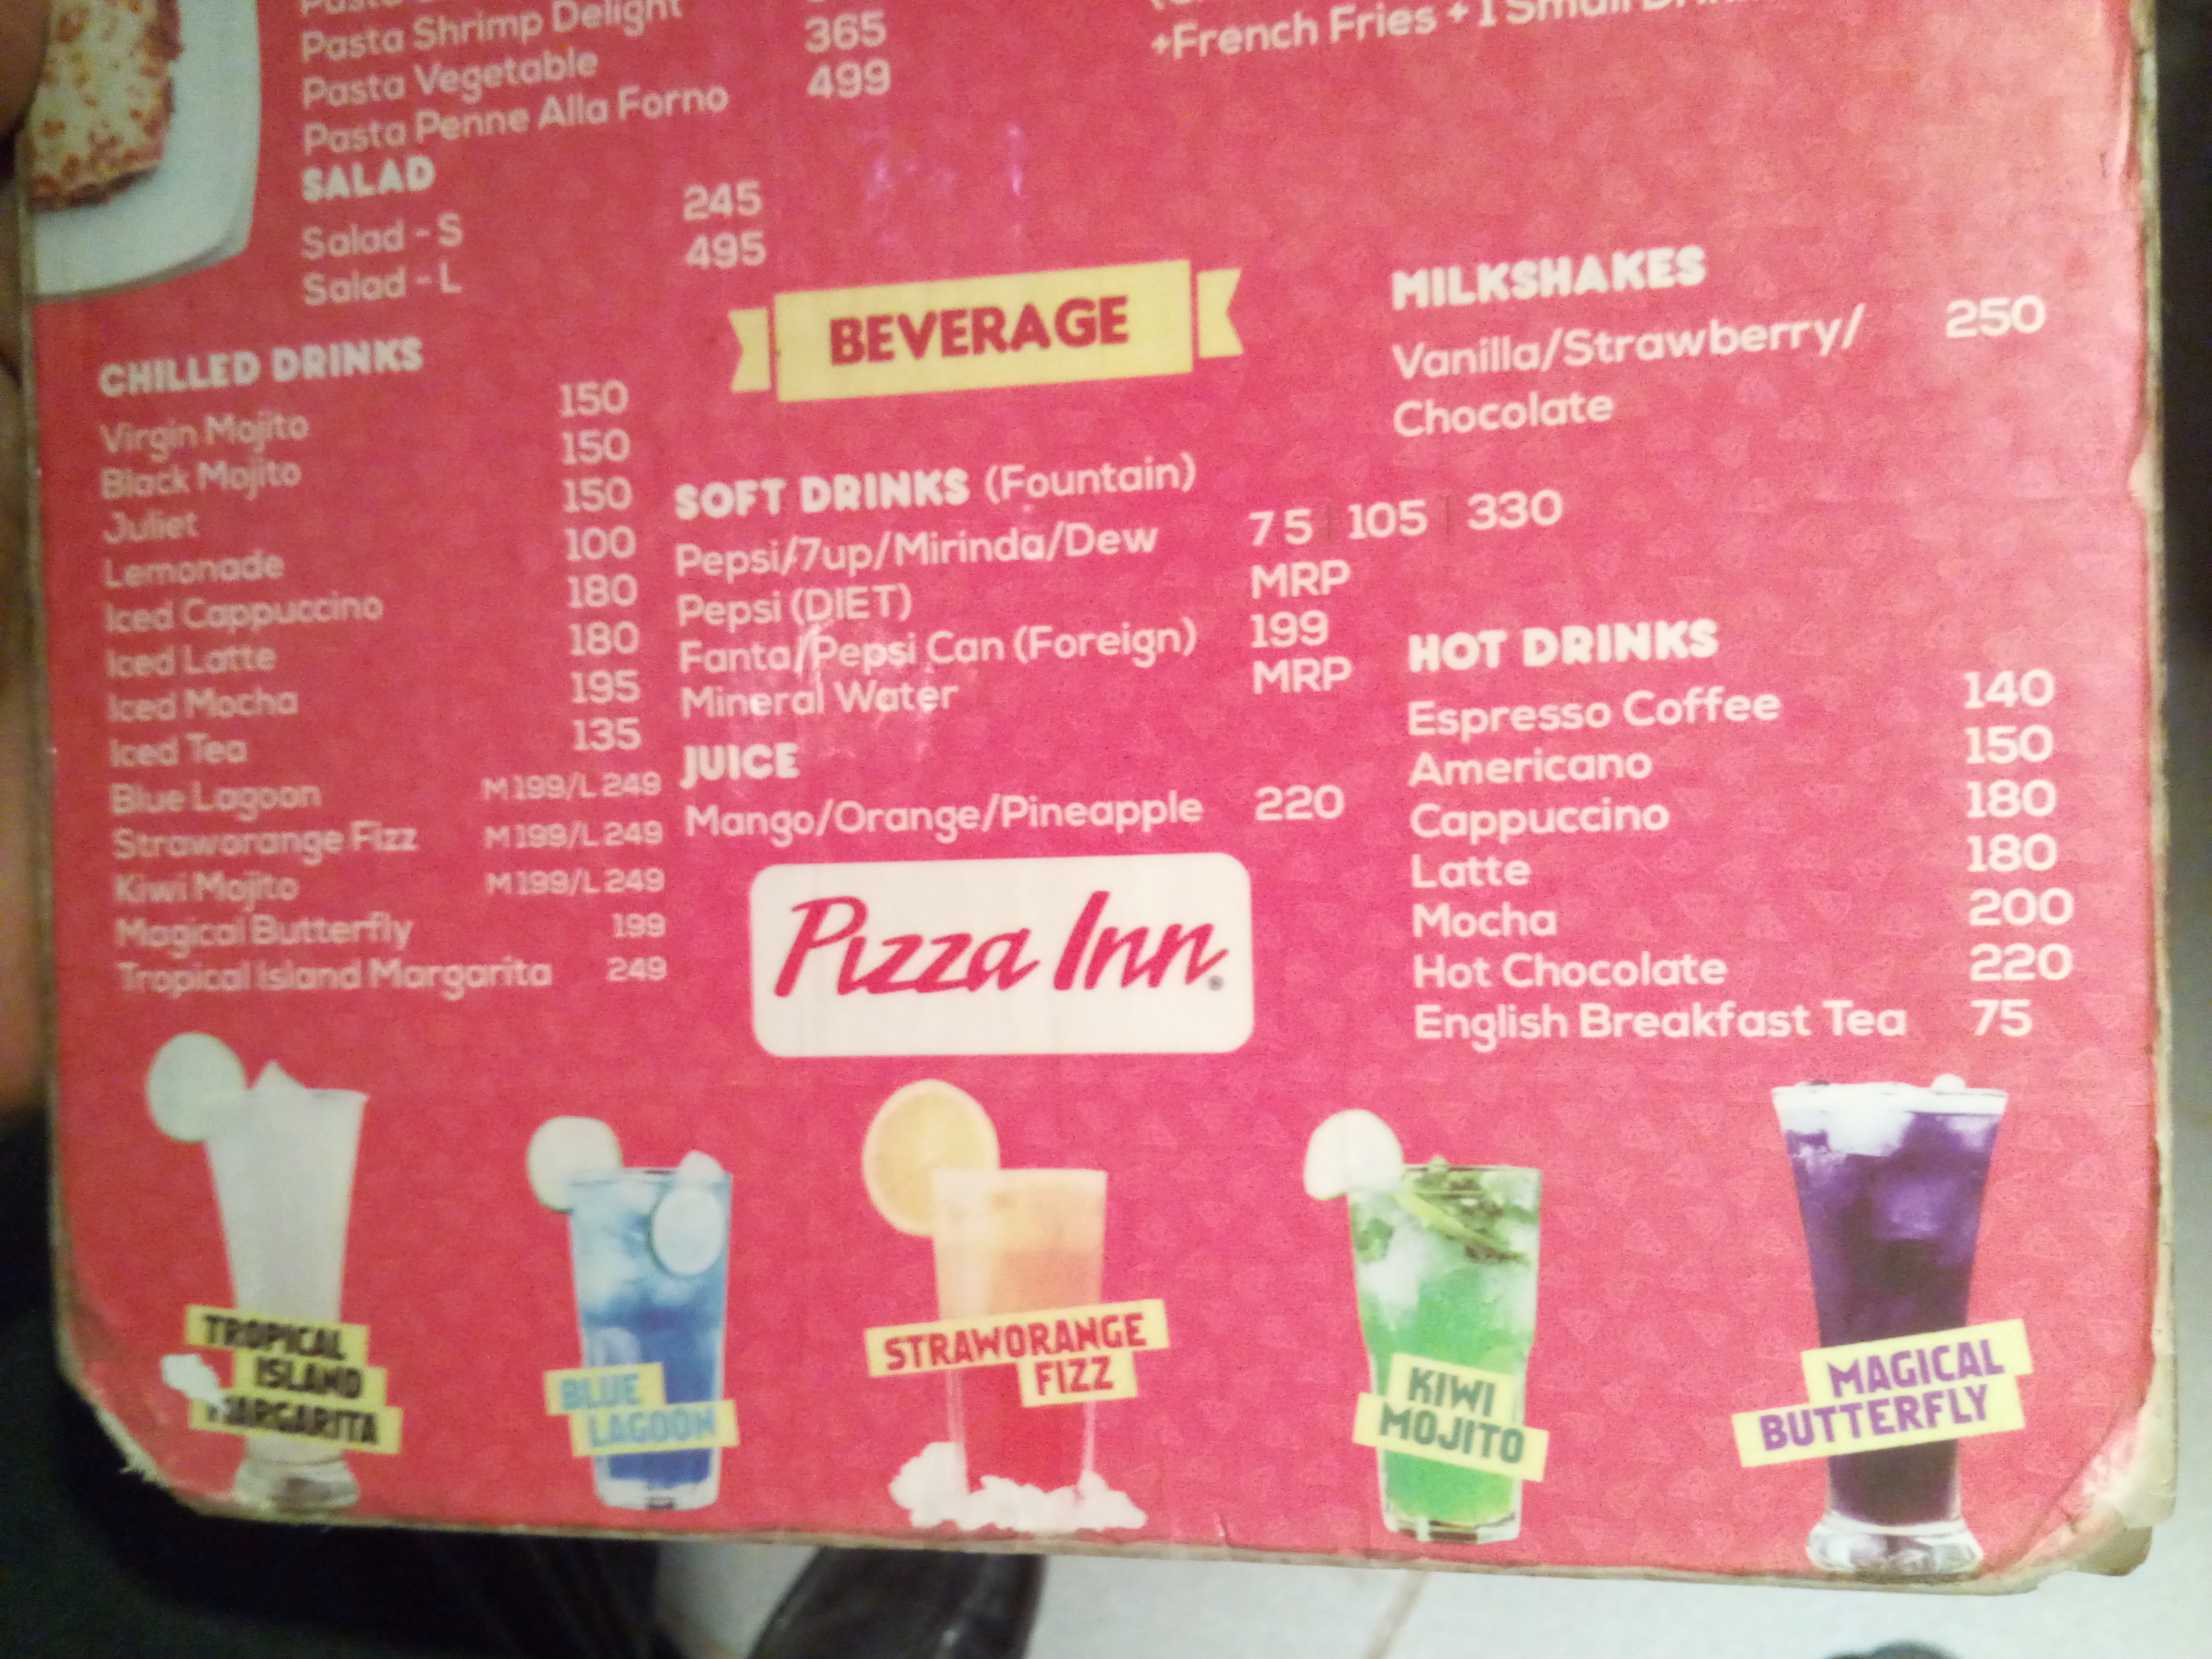 Pasta Shrimp Delight
Pasta Vegetable 365
Pasta Penne Alla Forno 499
+French Fries + 1 Small
SALAD
Salad - S 245
Salad - L 495
BEVERAGE
CHILLED DRINKS
Virgin Mojito 150
Black Mojito 150
Juliet 150
Lemonade 100
Iced Cappuccino 180
Iced Latte 180
Iced Mocha 195
Iced Tea 135
Blue Lagoon M 199/L 249
Straworange Fizz M 199/L 249
Kiwi Mojito M 199/L 249
Magical Butterfly 199
Tropical Island Margarita 249
SOFT DRINKS (Fountain)
Pepsi/7up/Mirinda/Dew 75 | 105 | 330
Pepsi (DIET) MRP
Fanta/Pepsi Can (Foreign) 199
Mineral Water MRP
JUICE
Mango/Orange/Pineapple 220
Pizza Inn
MILKSHAKES
Vanilla/Strawberry/ 250
Chocolate
HOT DRINKS
Espresso Coffee 140
Americano 150
Cappuccino 180
Latte 180
Mocha 200
Hot Chocolate 220
English Breakfast Tea 75
TROPICAL
ISLAND
MARGARITA
BLUE
LAGOON
STRAWORANGE
FIZZ
KIWI
MOJITO
MAGICAL
BUTTERFLY